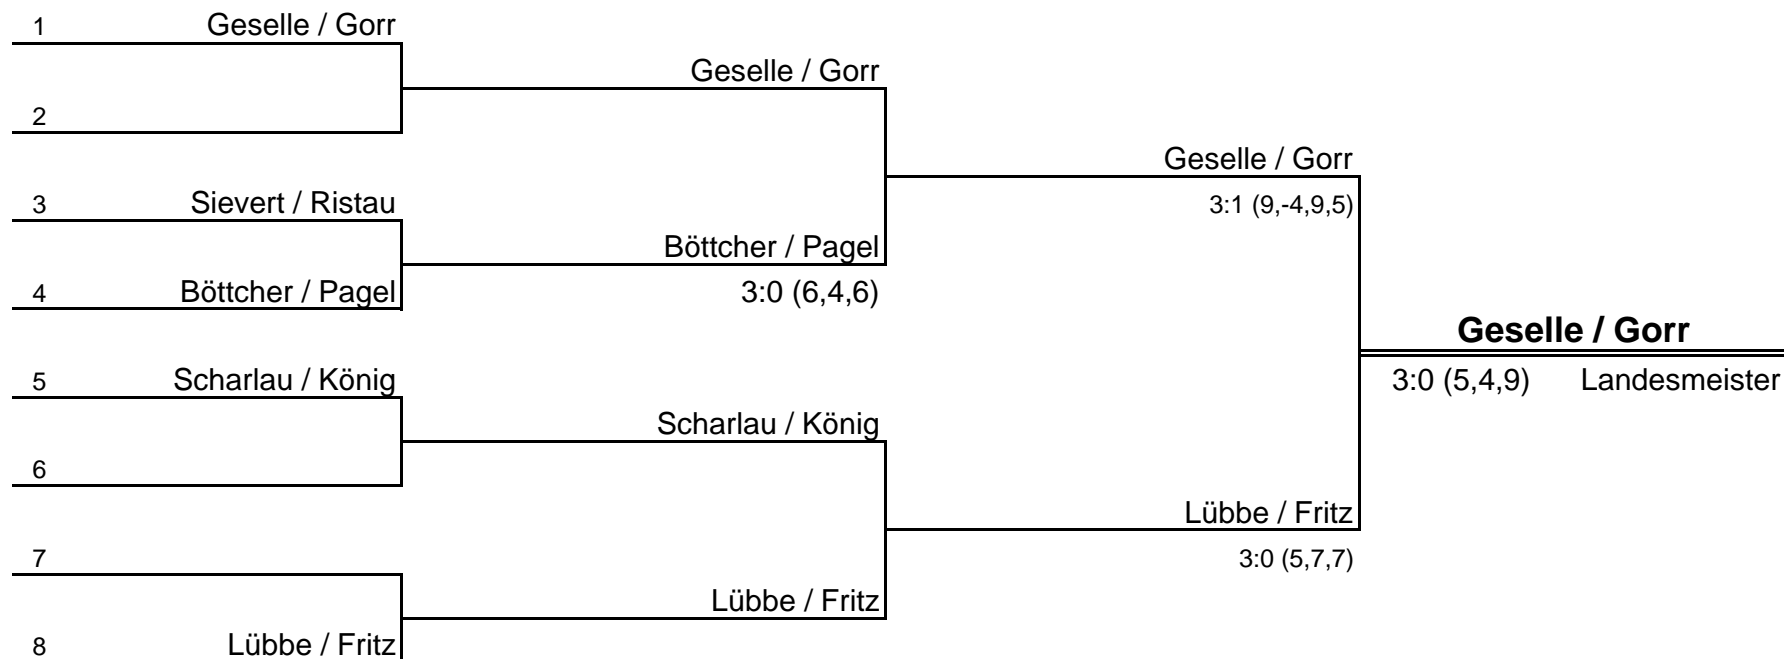 1 Geselle / Gorr
Geselle / Gorr
2
Geselle / Gorr
3 Sievert / Ristau
3:1 (9,-4,9,5)
Böttcher / Pagel
4 Böttcher / Pagel
3:0 (6,4,6)
Geselle / Gorr
5 Scharlau / König
3:0 (5,4,9) Landesmeister
Scharlau / König
6
Lübbe / Fritz
7
3:0 (5,7,7)
Lübbe / Fritz
8 Lübbe / Fritz